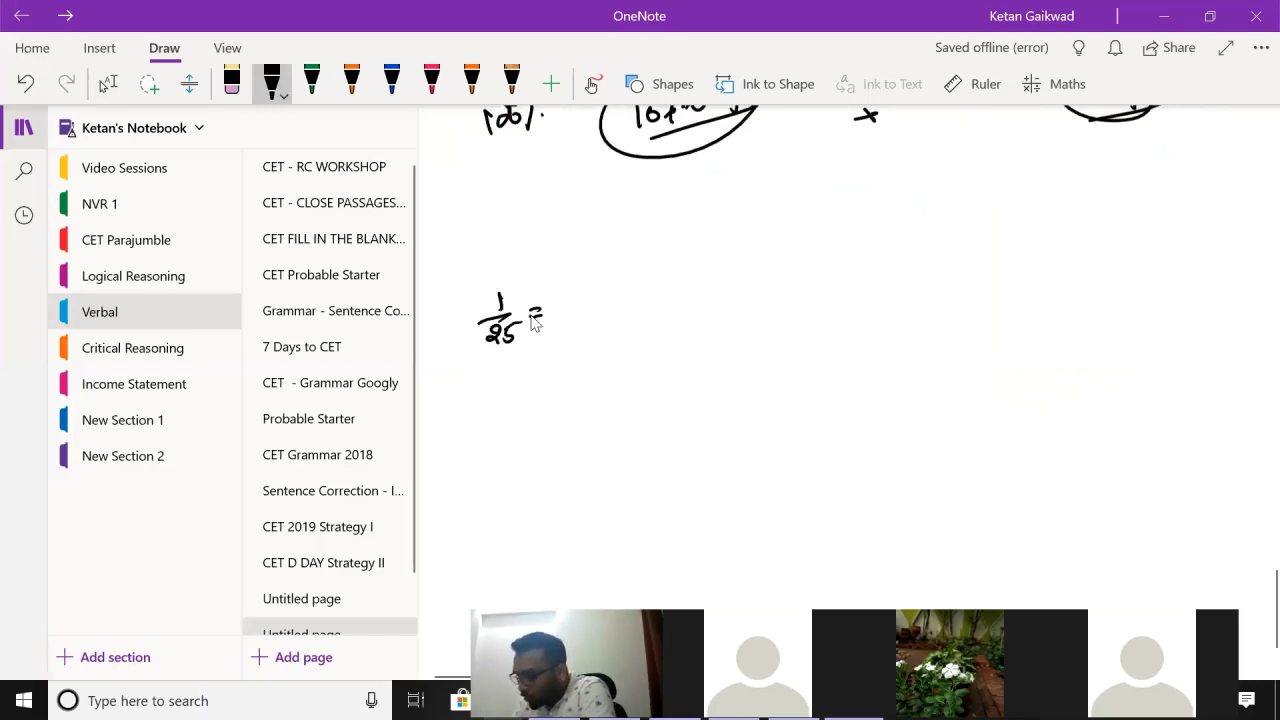 OneNote
Ketan Gaikwad
Home Insert Draw View
Saved offline (error) Share
Shapes Ink to Shape Ink to Text Ruler Maths
Ketan's Notebook
Video Sessions
NVR 1
CET Parajumble
Logical Reasoning
Verbal
Critical Reasoning
Income Statement
New Section 1
New Section 2
Add section
CET - RC WORKSHOP
CET - CLOSE PASSAGES...
CET FILL IN THE BLANK...
CET Probable Starter
Grammar - Sentence Co...
7 Days to CET
CET - Grammar Googly
Probable Starter
CET Grammar 2018
Sentence Correction - I...
CET 2019 Strategy I
CET D DAY Strategy II
Untitled page
Untitled page
Add page
x
1
25 =
Type here to search